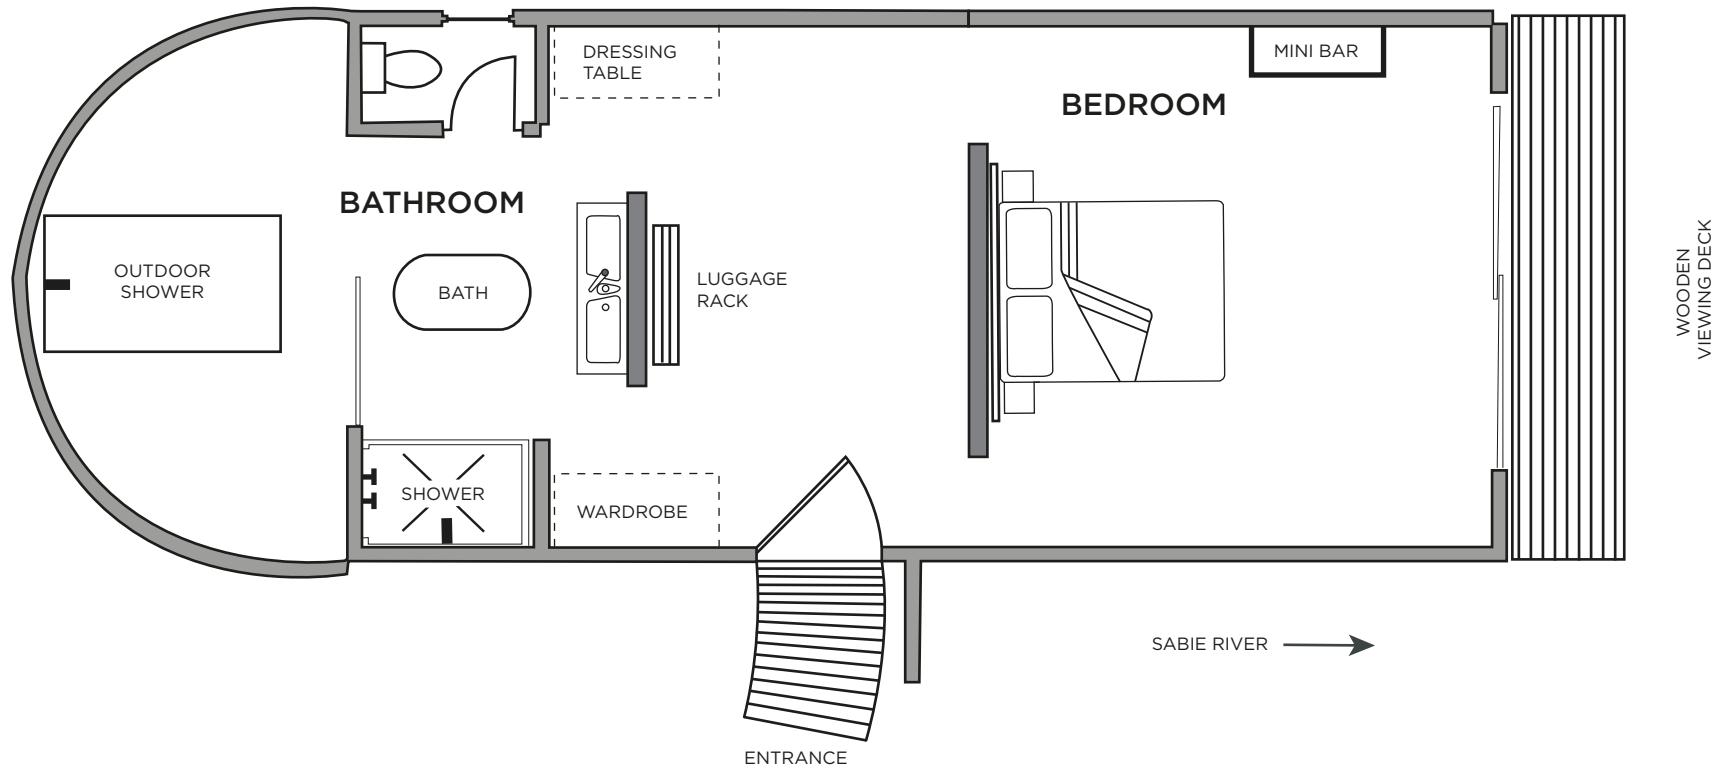 DRESSING
TABLE
MINI BAR
BEDROOM
BATHROOM
OUTDOOR
SHOWER
BATH
LUGGAGE
RACK
WOODEN
VIEWING DECK
SHOWER
WARDROBE
SABIE RIVER
ENTRANCE